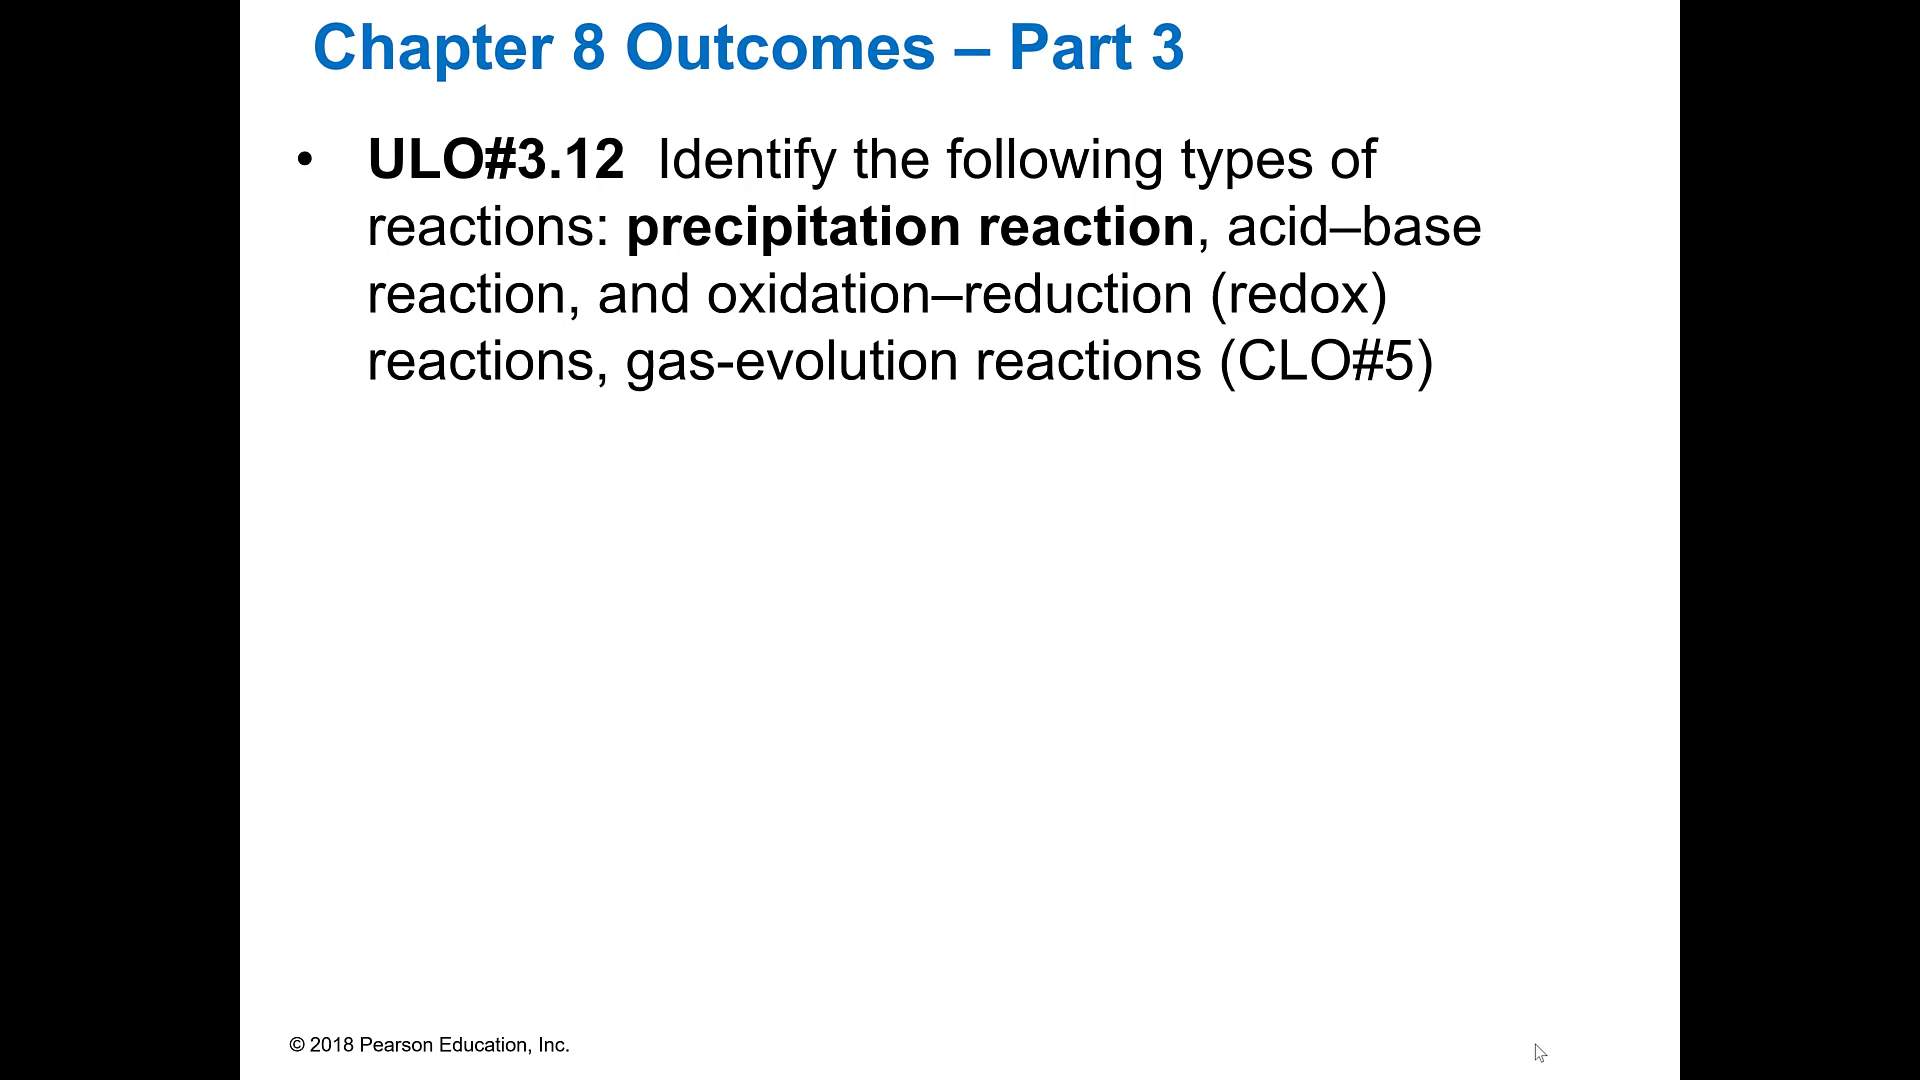 Chapter 8 Outcomes – Part 3
• ULO#3.12 Identify the following types of
reactions: precipitation reaction, acid–base
reaction, and oxidation–reduction (redox)
reactions, gas-evolution reactions (CLO#5)
© 2018 Pearson Education, Inc.